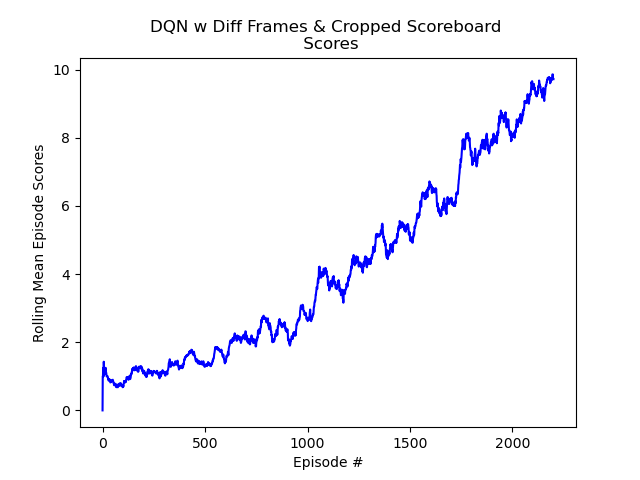 DQN w Diff Frames & Cropped Scoreboard
Scores
Rolling Mean Episode Scores
10
8
6
4
2
0
0 500 1000 1500 2000
Episode #